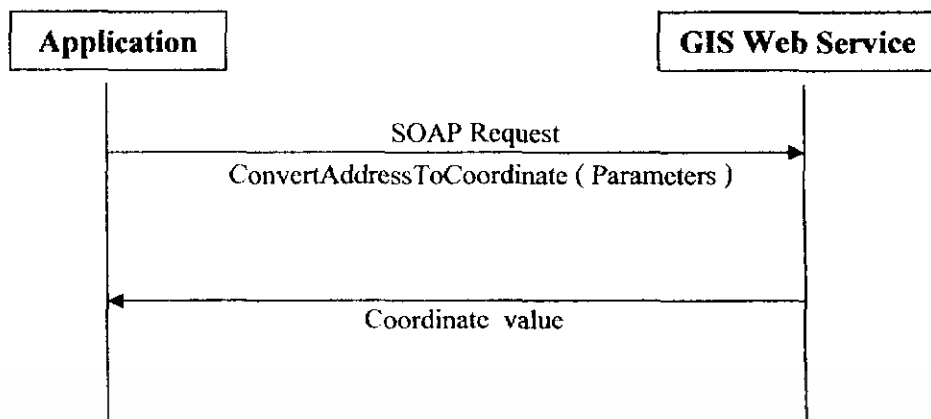 Application
GIS Web Service
SOAP Request
ConvertAddressToCoordinate ( Parameters )
Coordinate value